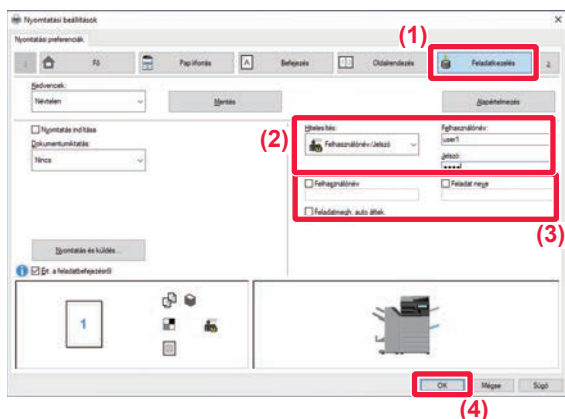 Nyomtatási beállítások
Nyomtatási preferenciák
(1)
Fő
Papírforrás
Befejezés
Oldalrendezés
Feladatkezelés
Kedvencek:
Névtelen
Mentés
Alapértelmezés
Nyomtatás indítása
Dokumentumiktatás:
Nincs
(2)
Hitelesítés:
Felhasználónév/Jelszó
Felhasználónév:
user1
Jelszó:
••••
Felhasználónév
Feladat neve
Feladatmegh. auto áltek.
(3)
Nyomtatás és küldés...
Ért. a feladatbefejezésről
1
OK
Mégse
Súgó
(4)